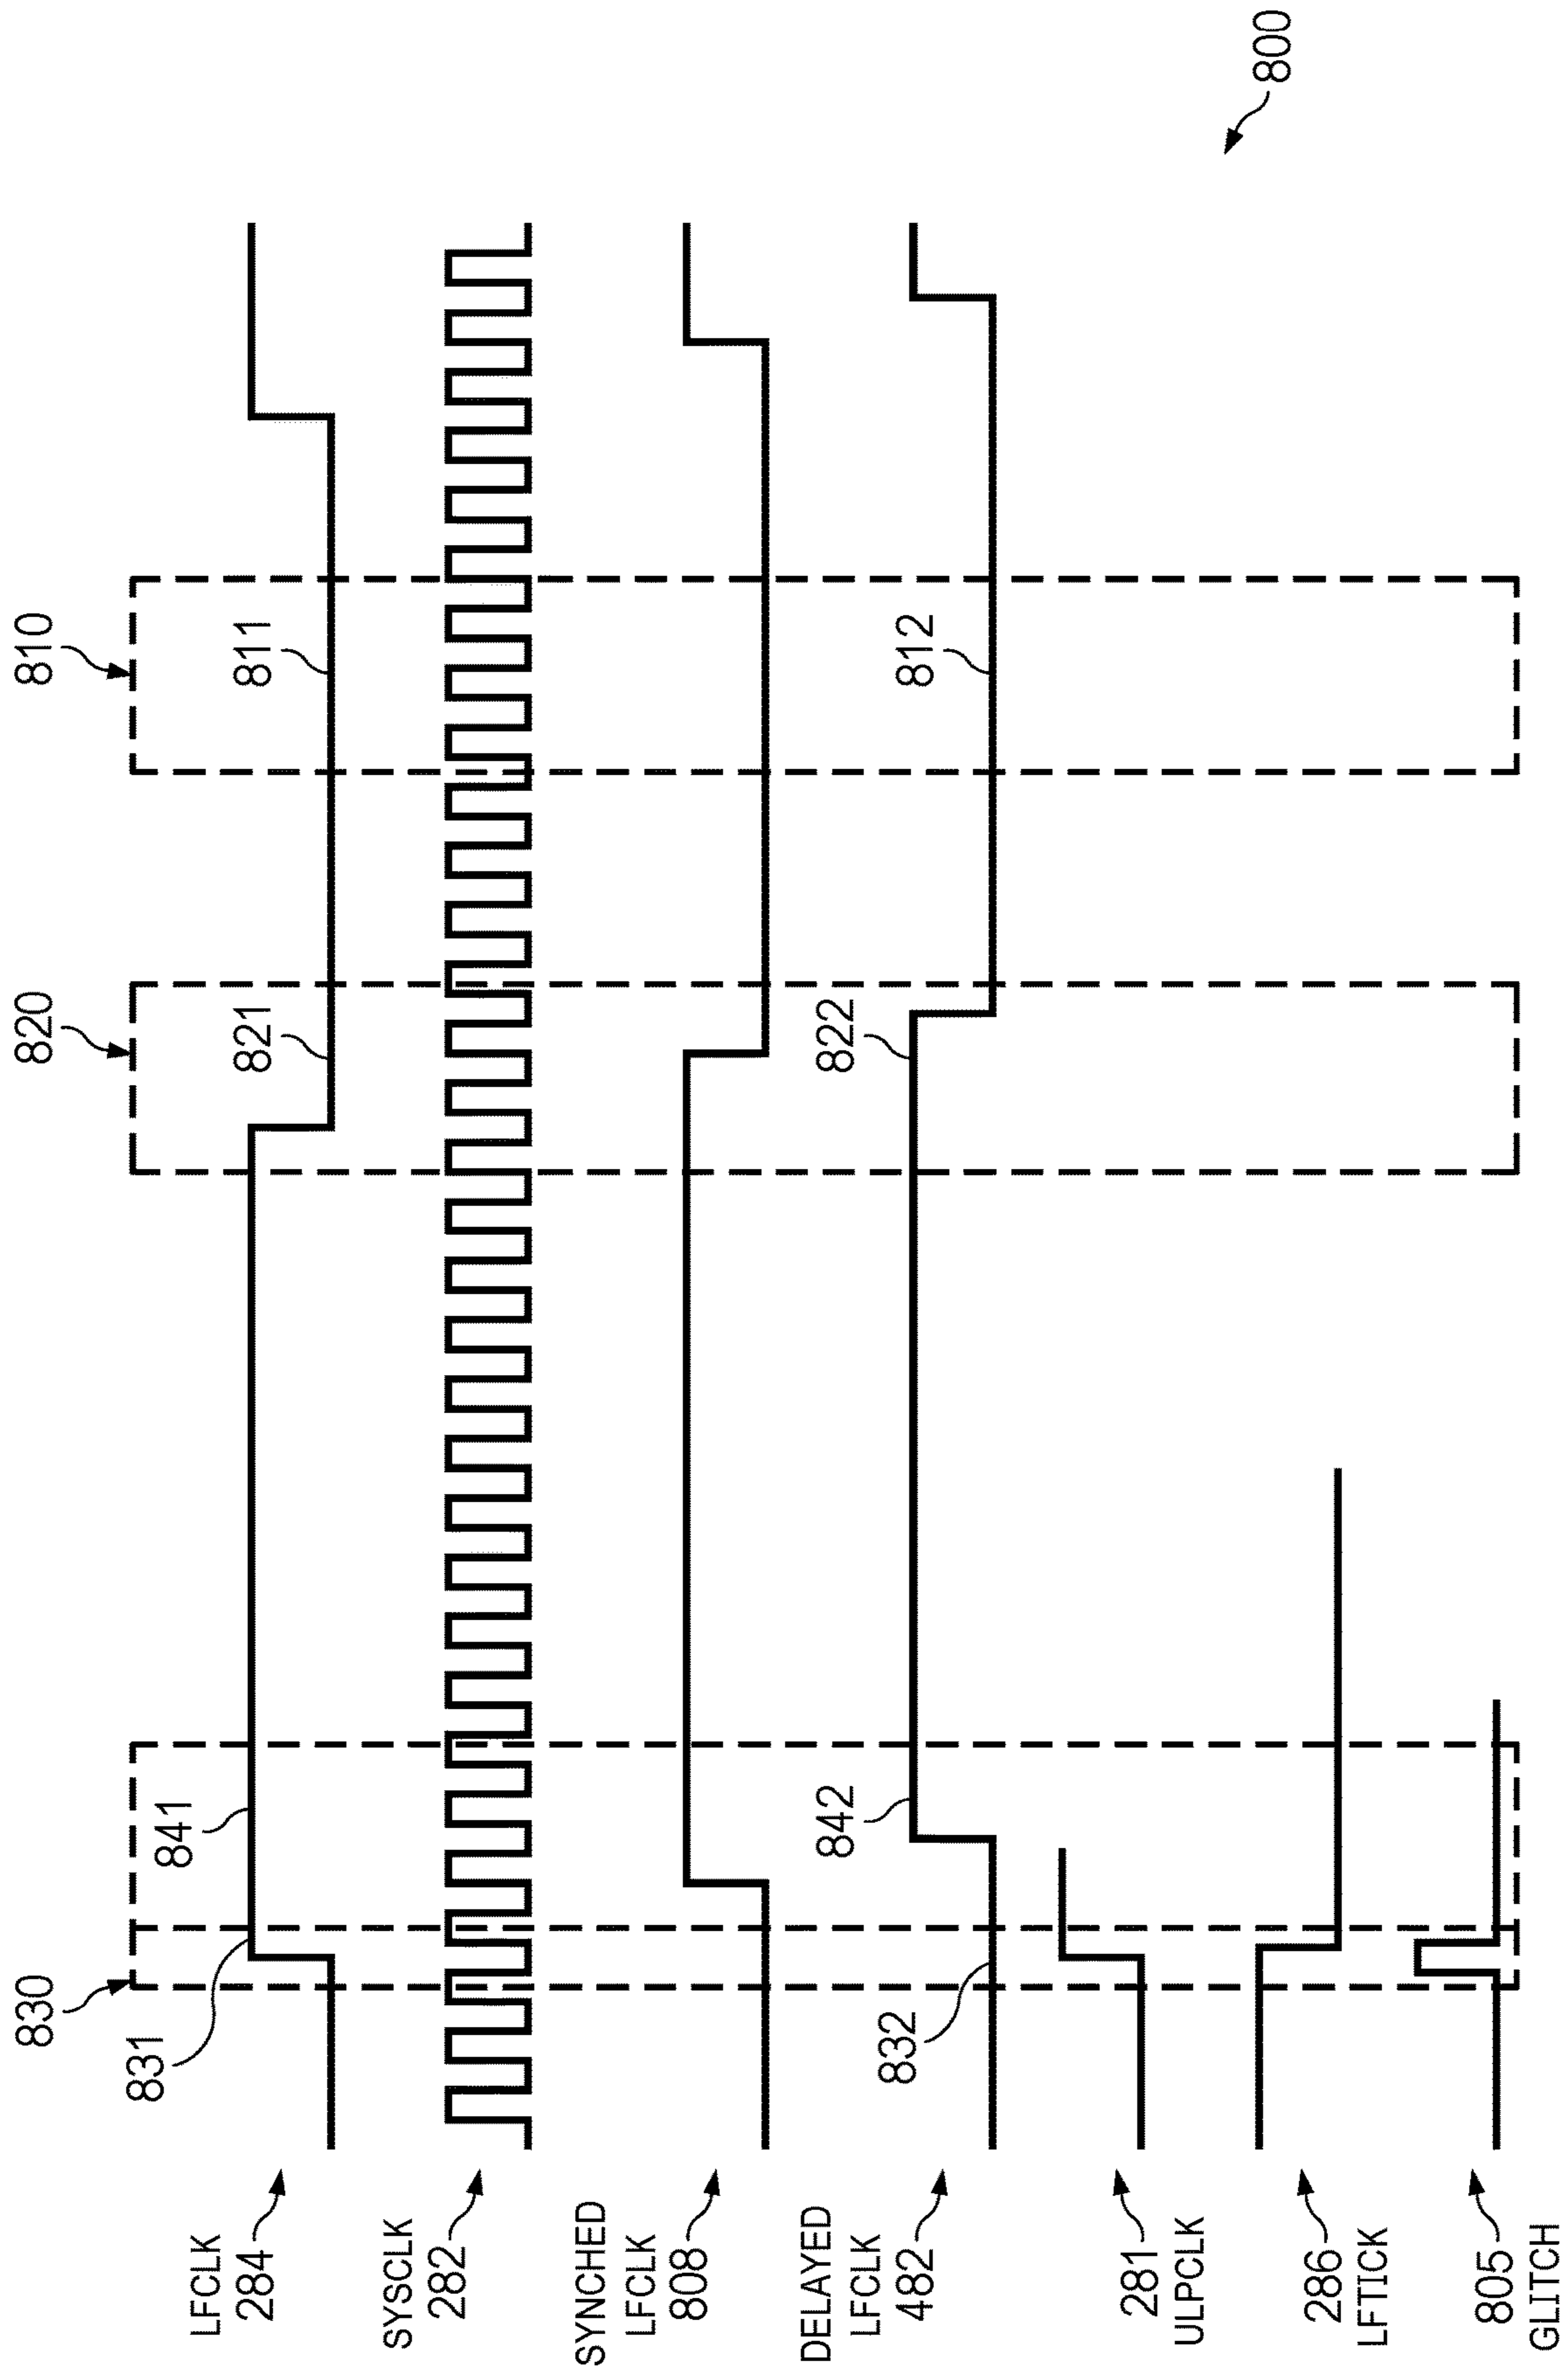 800
810
820
830
LFCLK
284
831
841
821
811
SYSCLK
282
SYNCHED
LFCLK
808
DELAYED
LFCLK
482
832
842
822
812
281
ULPCLK
286
LFTICK
805
GLITCH